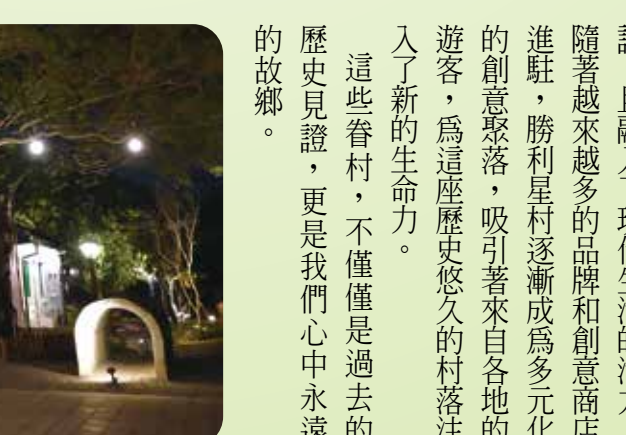 隨著越來越多的品牌和創意商店
進駐，勝利星村逐漸成為多元化
的創意聚落，吸引著來自各地的
遊客，為這座歷史悠久的村落注
入了新的生命力。
這些眷村，不僅僅是過去的
歷史見證，更是我們心中永遠
的故鄉。